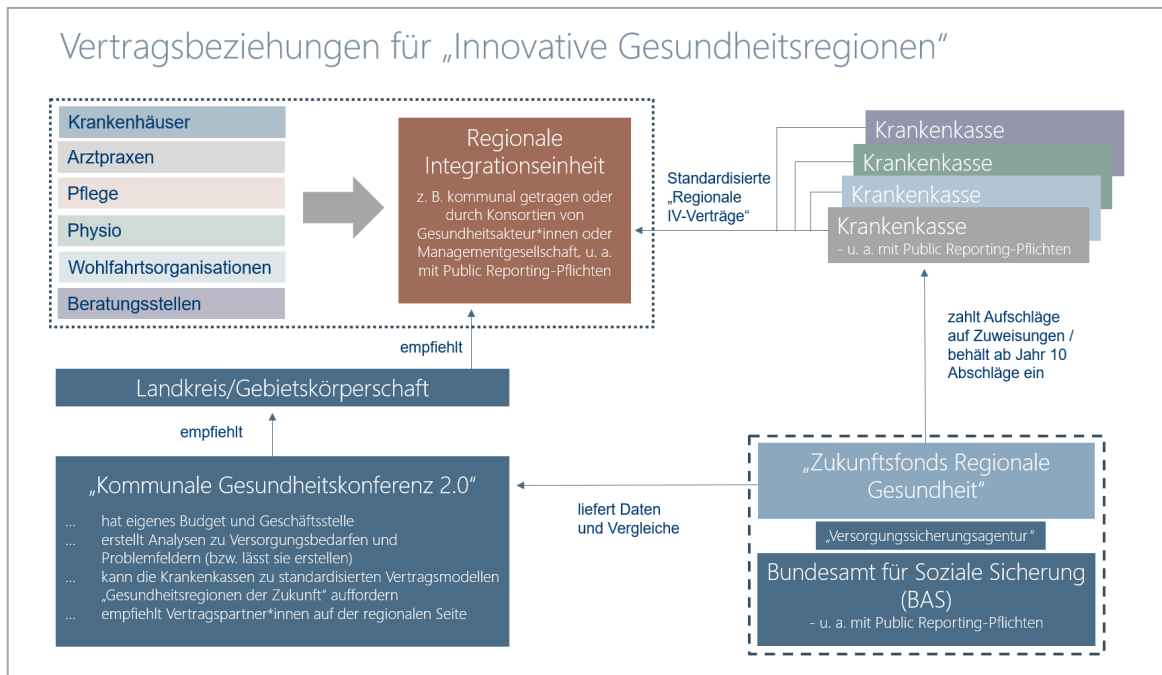 Vertragsbeziehungen für „Innovative Gesundheitsregionen“
Krankenhäuser
Arztpraxen
Pflege
Physio
Wohlfahrtsorganisationen
Beratungsstellen
Regionale
Integrationseinheit
z. B. kommunal getragen oder
durch Konsortien von
Gesundheitsakteur*innen oder
Managementgesellschaft, u. a.
mit Public Reporting-Pflichten
Standardisierte
„Regionale
IV-Verträge“
Krankenkasse
Krankenkasse
Krankenkasse
Krankenkasse
- u. a. mit Public Reporting-Pflichten
zahlt Aufschläge
auf Zuweisungen /
behält ab Jahr 10
Abschläge ein
empfiehlt
Landkreis/Gebietskörperschaft
empfiehlt
„Kommunale Gesundheitskonferenz 2.0“
... hat eigenes Budget und Geschäftsstelle
... erstellt Analysen zu Versorgungsbedarfen und
Problemfeldern (bzw. lässt sie erstellen)
... kann die Krankenkassen zu standardisierten Vertragsmodellen
„Gesundheitsregionen der Zukunft“ auffordern
... empfiehlt Vertragspartner*innen auf der regionalen Seite
liefert Daten
und Vergleiche
„Zukunftsfonds Regionale
Gesundheit“
„Versorgungssicherungsagentur“
Bundesamt für Soziale Sicherung
(BAS)
- u. a. mit Public Reporting-Pflichten